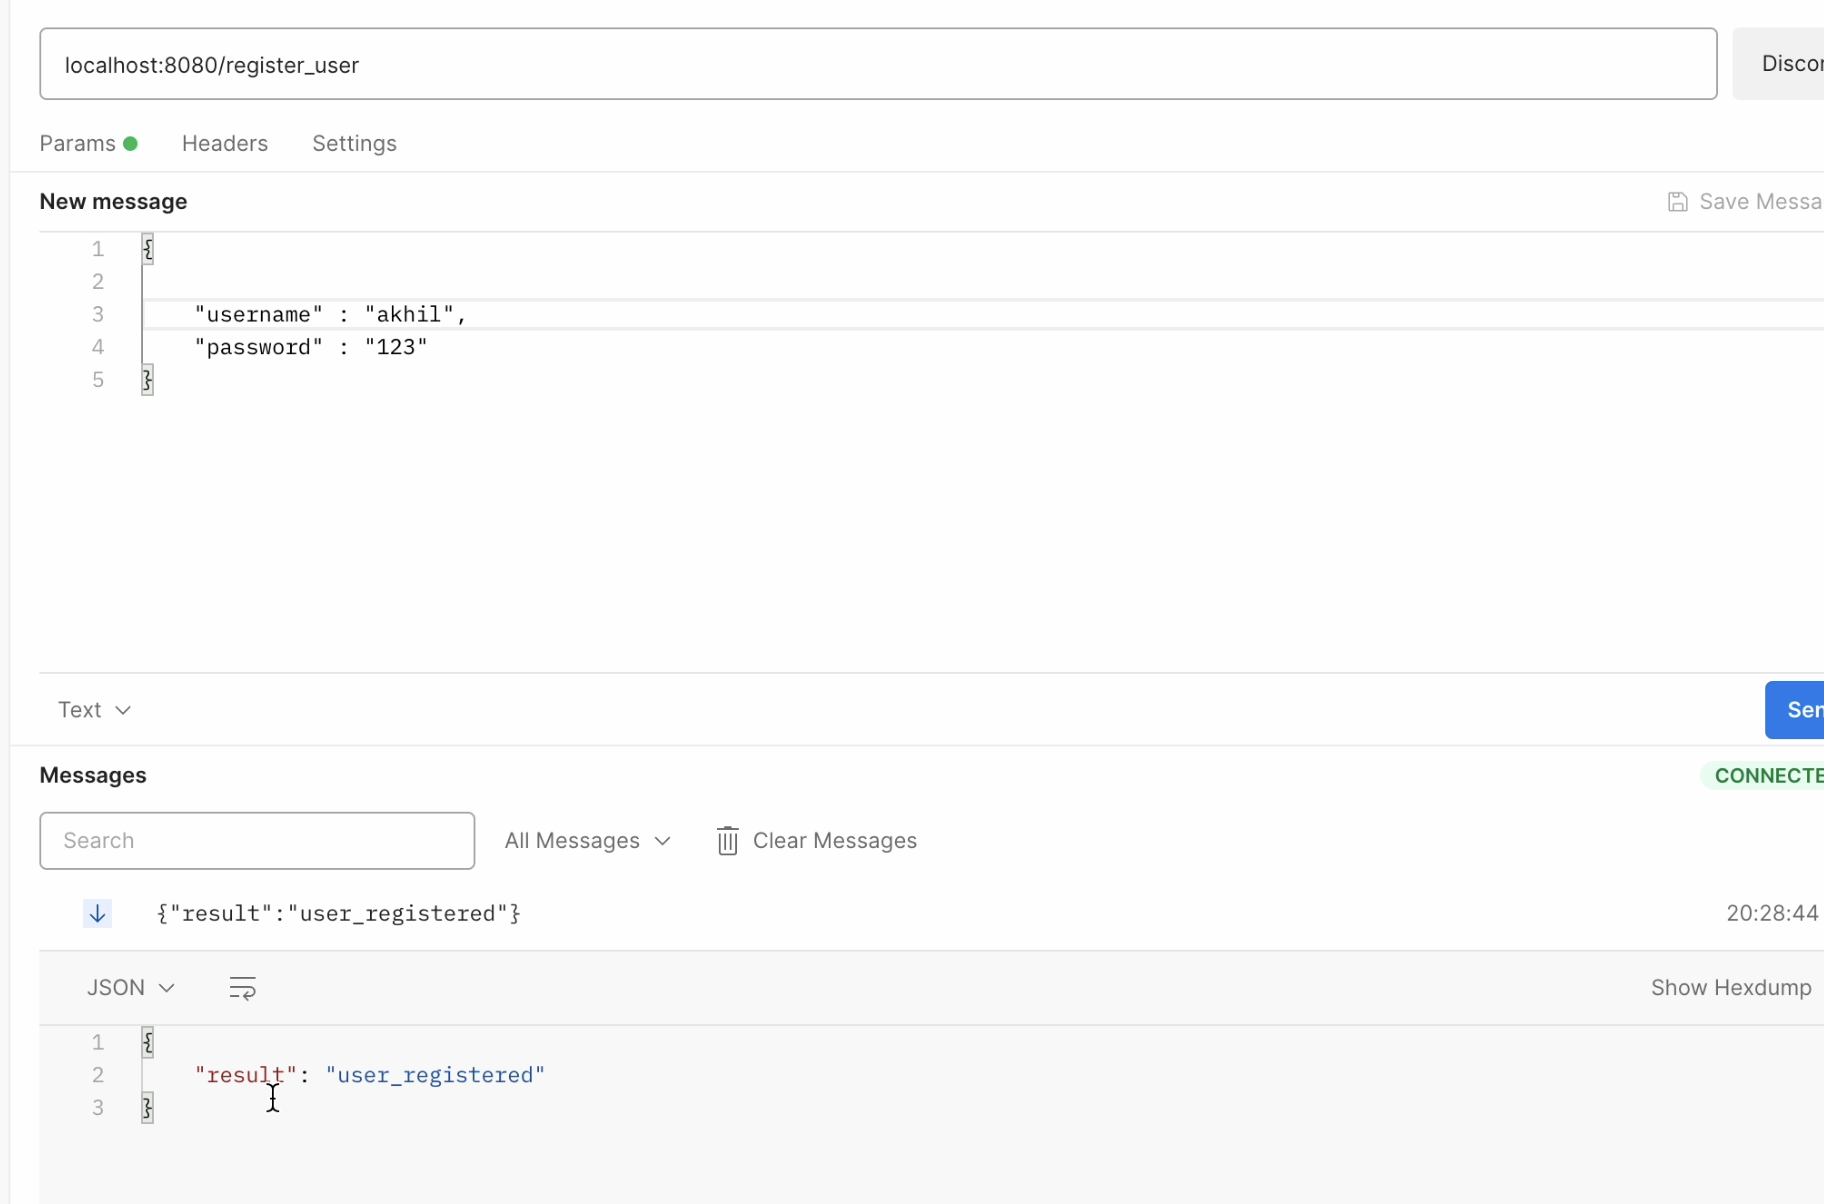 localhost:8080/register_user
Discon
Params Headers Settings
New message
Save Messa
1 {
2
3 "username" : "akhil",
4 "password" : "123"
5 }
Text
Sen
Messages
CONNECTE
Search
All Messages
Clear Messages
{"result":"user_registered"}
20:28:44
JSON
Show Hexdump
1 {
2 "result": "user_registered"
3 }